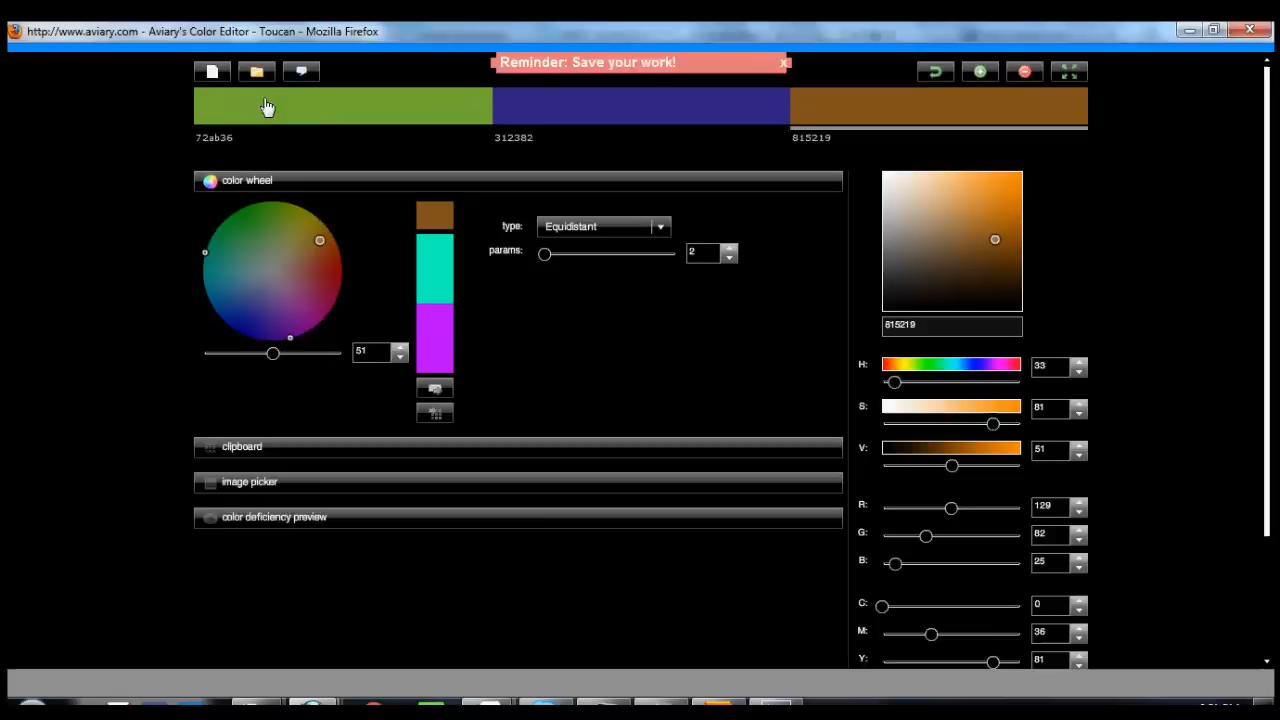 http://www.aviary.com - Aviary's Color Editor - Toucan - Mozilla Firefox
Reminder: Save your work!
x
72ab36
312382
815219
color wheel
type:
Equidistant
params:
2
51
815219
H:
33
S:
81
V:
51
R:
129
G:
82
B:
25
C:
0
M:
36
Y:
81
clipboard
image picker
color deficiency preview